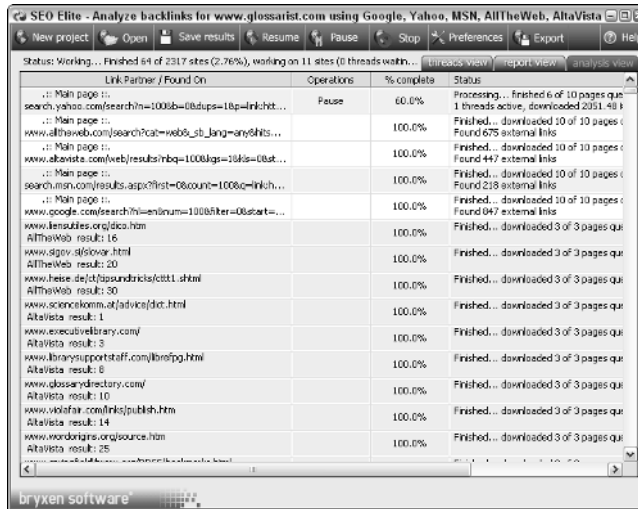 SEO Elite - Analyze backlinks for www.glossarist.com using Google, Yahoo, MSN, AllTheWeb, AltaVista
New project Open Save results Resume Pause Stop Preferences Export Help
Status: Working... Finished 64 of 2317 sites (2.76%), working on 11 sites (0 threads waitin... threads view report view analysis view
Link Partner / Found On Operations % complete Status
.:: Main page ::. Processing... finished 6 of 10 pages que
search.yahoo.com/search?n=100&b=0&dups=1&p=link:htt... Pause 60.0% 1 threads active, downloaded 2051.48
.:: Main page ::. Finished... downloaded 10 of 10 pages
www.alltheweb.com/search?cat=web&_sb_lang=any&hits... 100.0% Found 675 external links
.:: Main page ::. Finished... downloaded 10 of 10 pages
www.altavista.com/web/results?nbq=100&kgs=1&kls=0&st... 100.0% Found 447 external links
.:: Main page ::. Finished... downloaded 10 of 10 pages
search.msn.com/results.aspx?first=0&count=100&q=link:h... 100.0% Found 218 external links
.:: Main page ::. Finished... downloaded 10 of 10 pages
www.google.com/search?hl=en&num=100&filter=0&start=... 100.0% Found 847 external links
www.liensutiles.org/dico.htm Finished... downloaded 3 of 3 pages que
AllTheWeb result: 16 100.0%
www.sigov.si/slovar.html Finished... downloaded 3 of 3 pages que
AllTheWeb result: 20 100.0%
www.heise.de/ct/tipsundtricks/cttt1.shtml Finished... downloaded 3 of 3 pages que
AllTheWeb result: 30 100.0%
www.sciencekomm.at/advice/dict.html Finished... downloaded 3 of 3 pages que
AltaVista result: 1 100.0%
www.executivelibrary.com/ Finished... downloaded 3 of 3 pages que
AltaVista result: 3 100.0%
www.librarysupportstaff.com/librefpg.html Finished... downloaded 3 of 3 pages que
AltaVista result: 8 100.0%
www.glossarydirectory.com/ Finished... downloaded 3 of 3 pages que
AltaVista result: 10 100.0%
www.violafair.com/links/publish.htm Finished... downloaded 3 of 3 pages que
AltaVista result: 14 100.0%
www.wordorigins.org/source.htm Finished... downloaded 3 of 3 pages que
AltaVista result: 25 100.0%
bryxen software